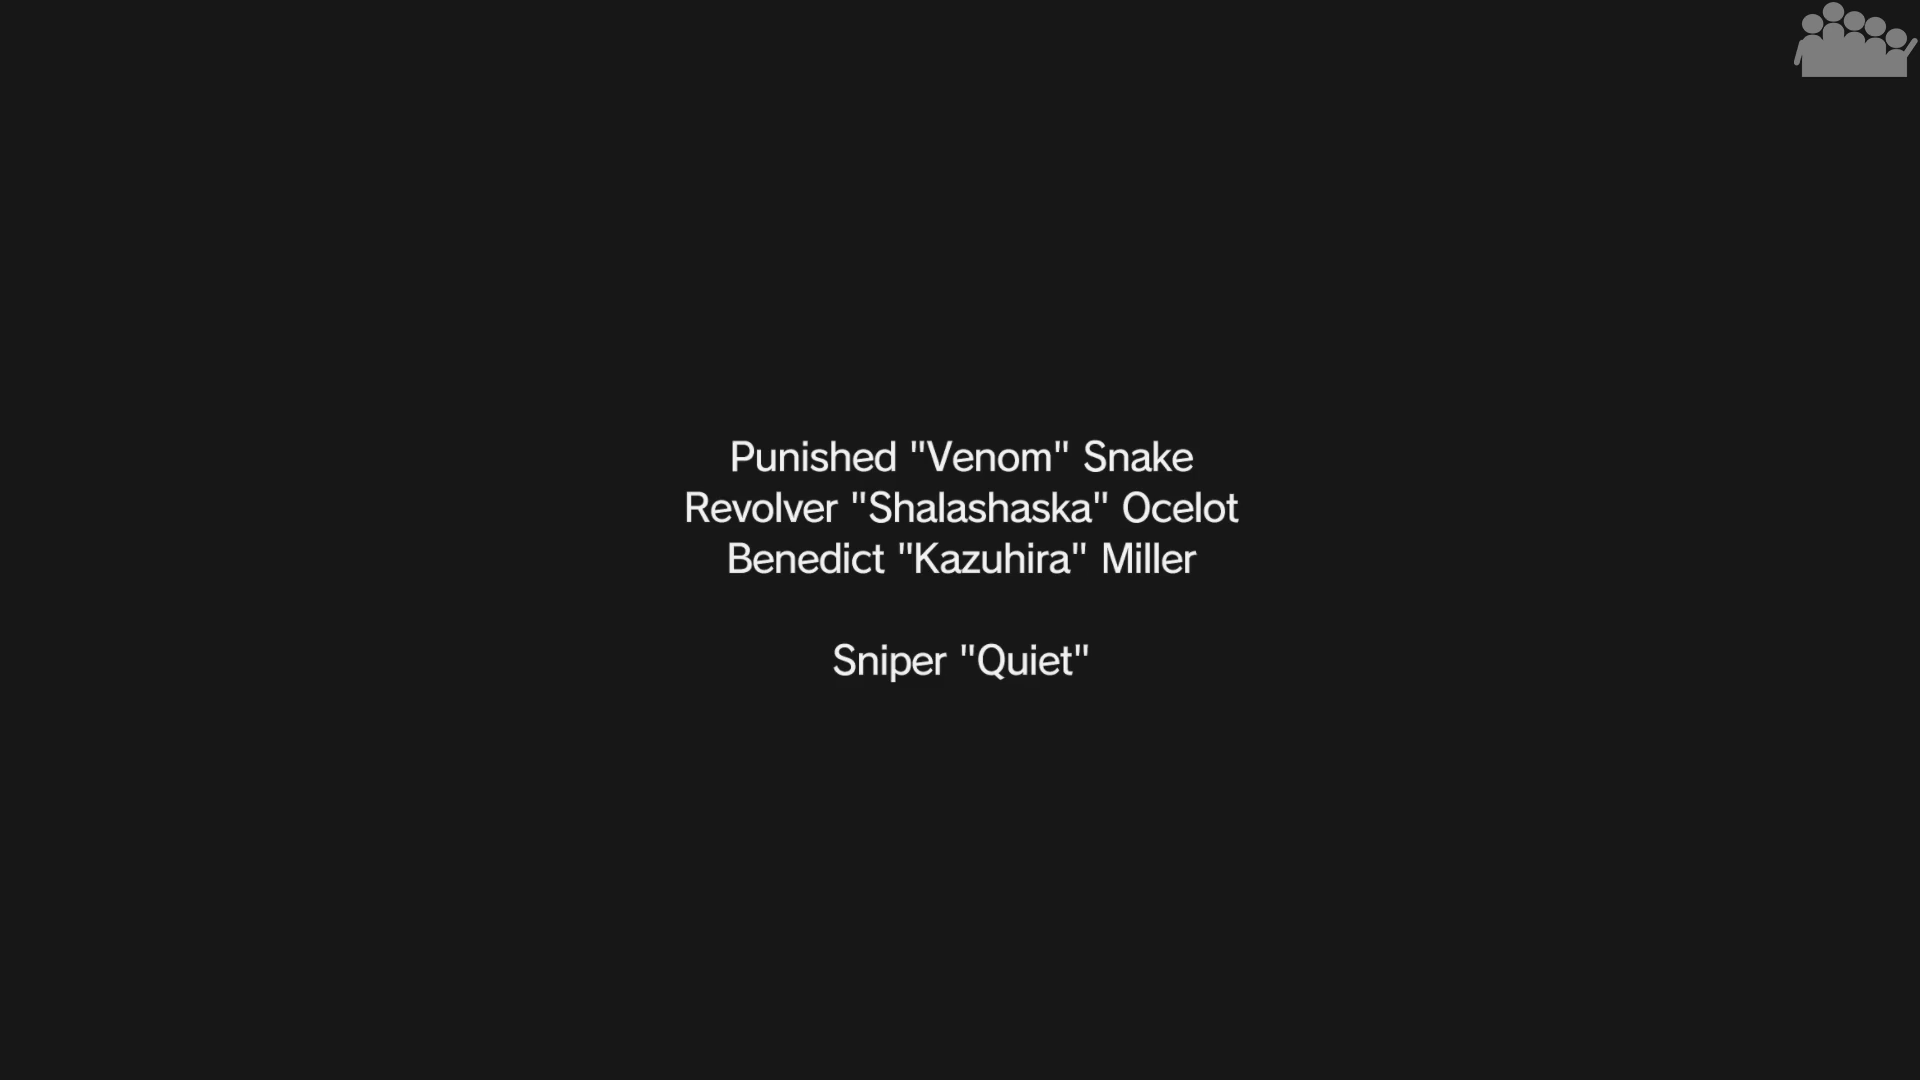 Punished "Venom" Snake
Revolver "Shalashaska" Ocelot
Benedict "Kazuhira" Miller
Sniper "Quiet"